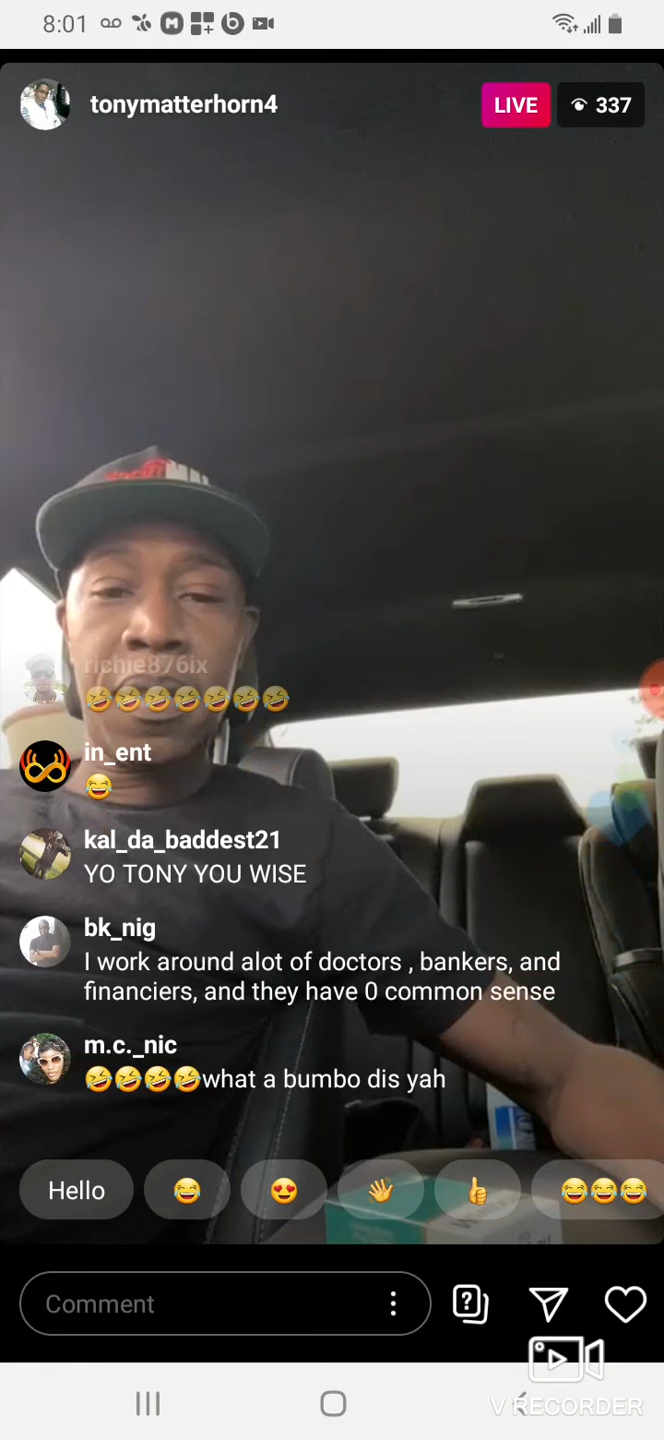 8:01
tonymatterhorn4
LIVE
337
richie876ix
🤣🤣🤣🤣🤣🤣🤣
in_ent
😂
kal_da_baddest21
YO TONY YOU WISE
bk_nig
I work around alot of doctors , bankers, and
financiers, and they have 0 common sense
m.c._nic
🤣🤣🤣🤣what a bumbo dis yah
Hello
😂
😍
👋
👍
😂😂😂
Comment
V RECORDER